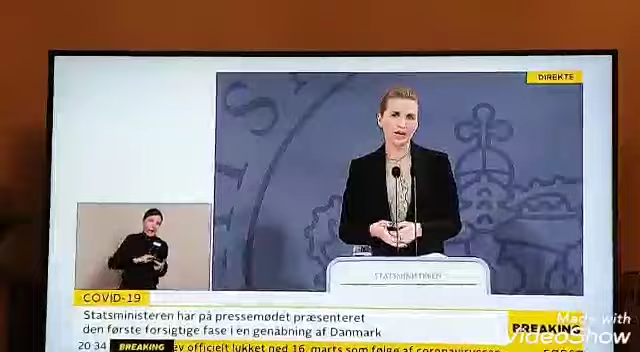 DIREKTE
STATSMINISTEREN
COVID-19
Statsministeren har på pressemødet præsenteret
den første forsigtige fase i en genåbning af Danmark
BREAKING
20 34 BREAKING ev officielt lukket ned 16. marts som følge af coronavirussen
Made with
VideoShow